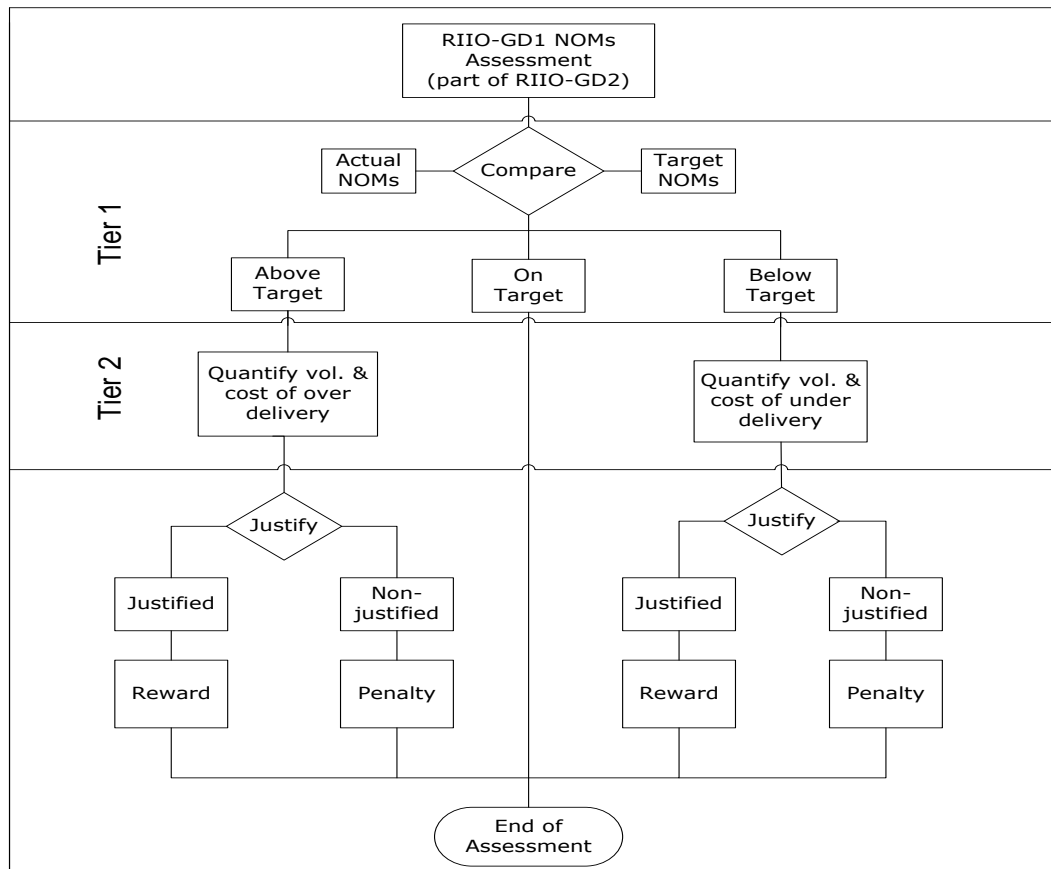 RIIO-GD1 NOMs
Assessment
(part of RIIO-GD2)
Actual
NOMs
Compare
Target
NOMs
Tier 1
Above
Target
On
Target
Below
Target
Tier 2
Quantify vol. &
cost of over
delivery
Quantify vol. &
cost of under
delivery
Justify
Justify
Justified
Non-
justified
Justified
Non-
justified
Reward
Penalty
Reward
Penalty
End of
Assessment